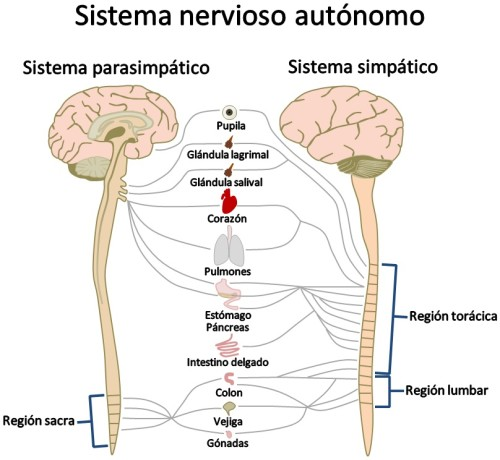 Sistema nervioso autónomo
Sistema parasimpático
Sistema simpático
Pupila
Glándula lagrimal
Glándula salival
Corazón
Pulmones
Estómago
Páncreas
Intestino delgado
Colon
Vejiga
Gónadas
Región torácica
Región lumbar
Región sacra